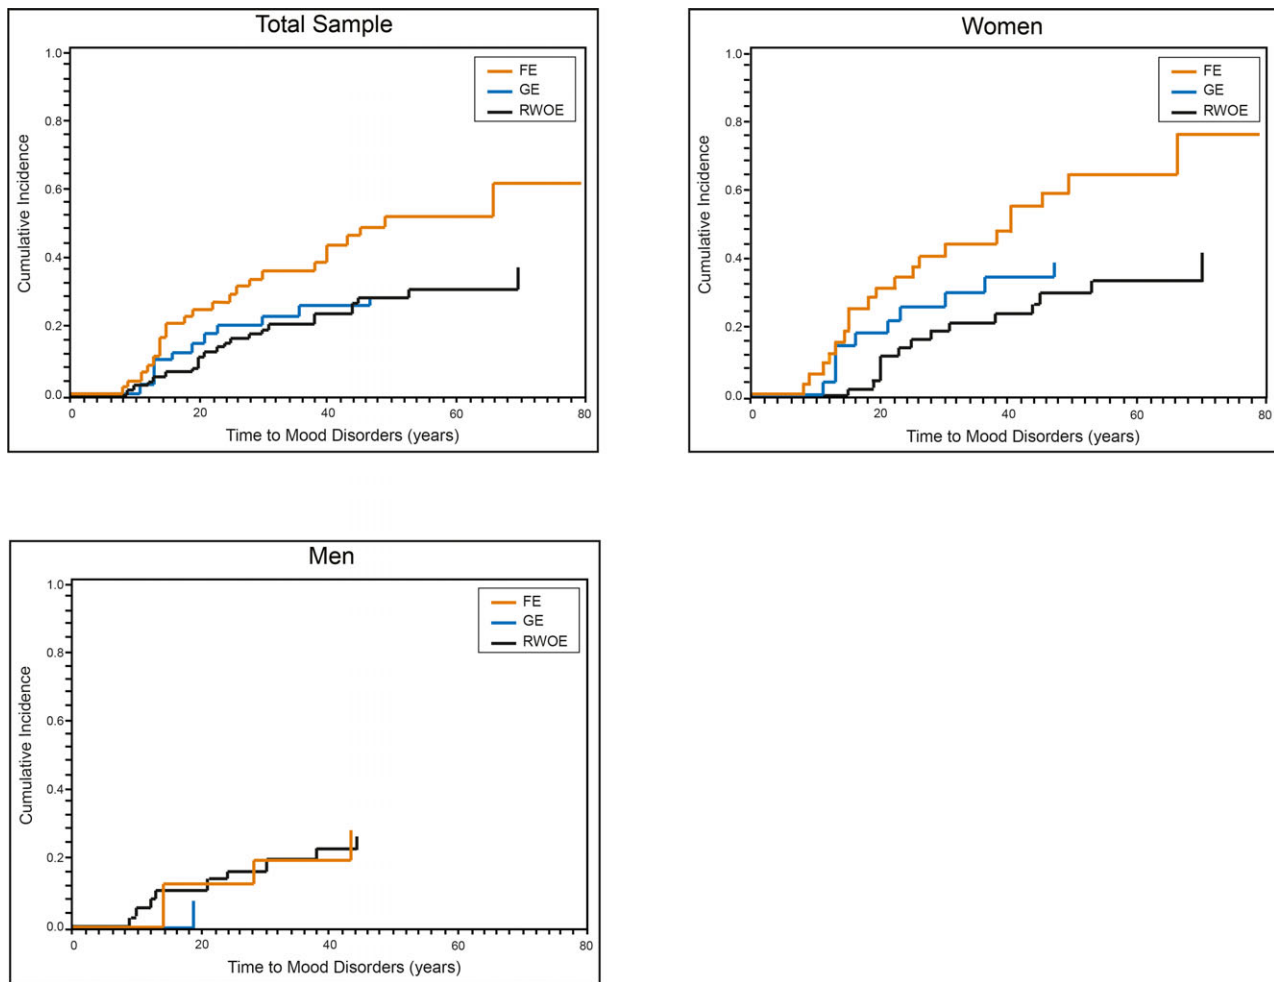 Total Sample
1.0
0.8
0.6
0.4
0.2
0.0
Cumulative Incidence
FE
GE
RWOE
0 20 40 60 80
Time to Mood Disorders (years)
Women
1.0
0.8
0.6
0.4
0.2
0.0
Cumulative Incidence
FE
GE
RWOE
0 20 40 60 80
Time to Mood Disorders (years)
Men
1.0
0.8
0.6
0.4
0.2
0.0
Cumulative Incidence
FE
GE
RWOE
0 20 40 60 80
Time to Mood Disorders (years)